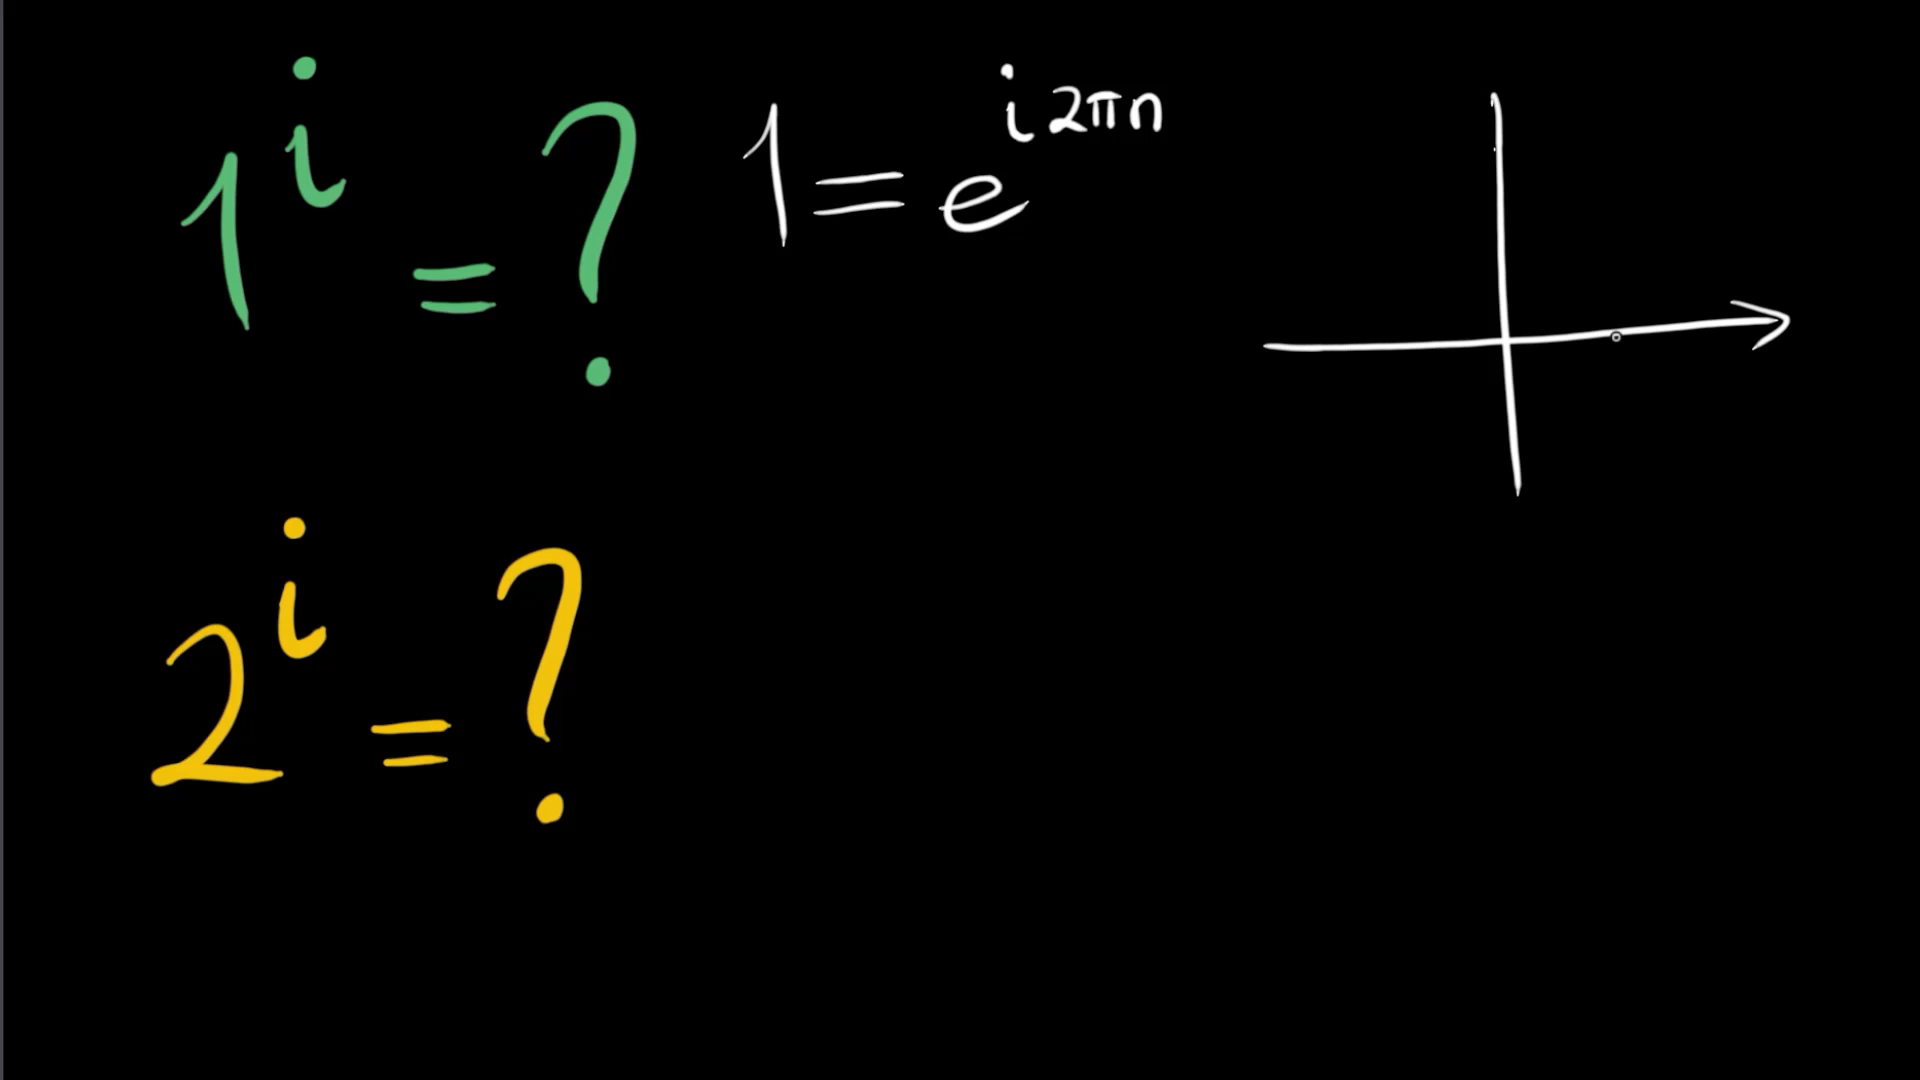 1^i = ?
1 = e^{i2πn}
2^i = ?